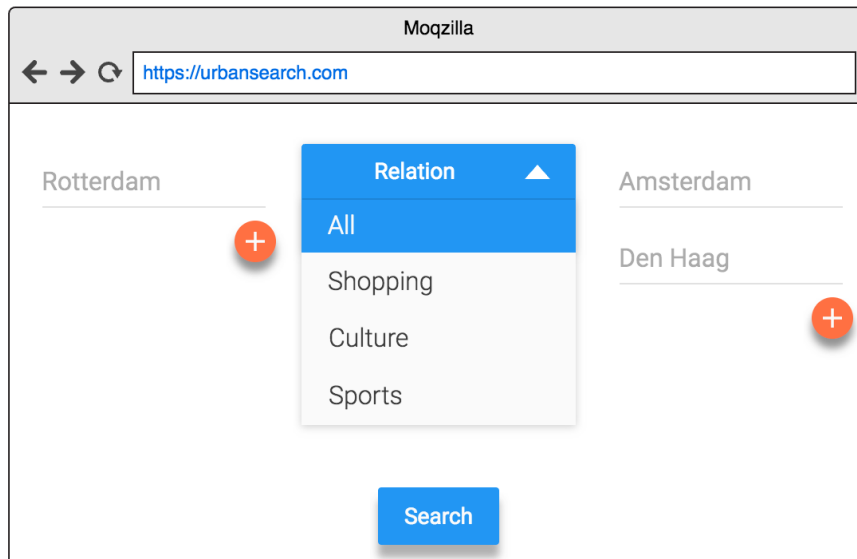 Moqzilla
https://urbansearch.com
Rotterdam
Relation
All
Shopping
Culture
Sports
Amsterdam
Den Haag
Search